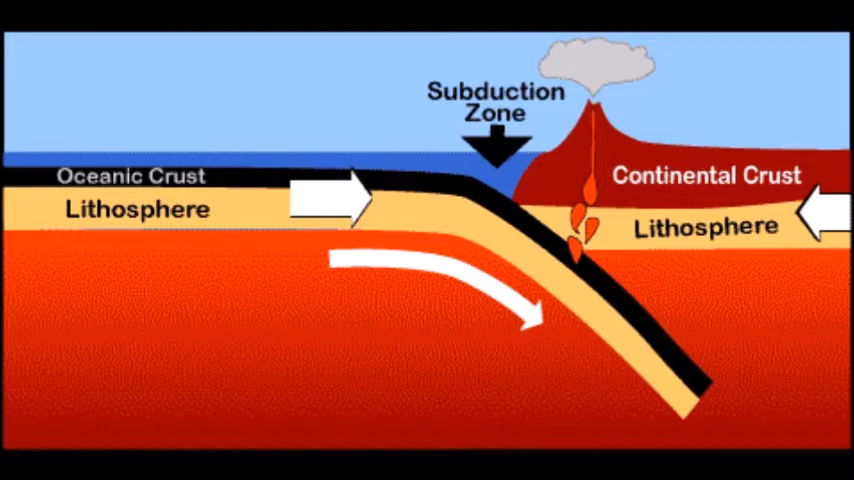 Subduction
Zone
Oceanic Crust
Continental Crust
Lithosphere
Lithosphere